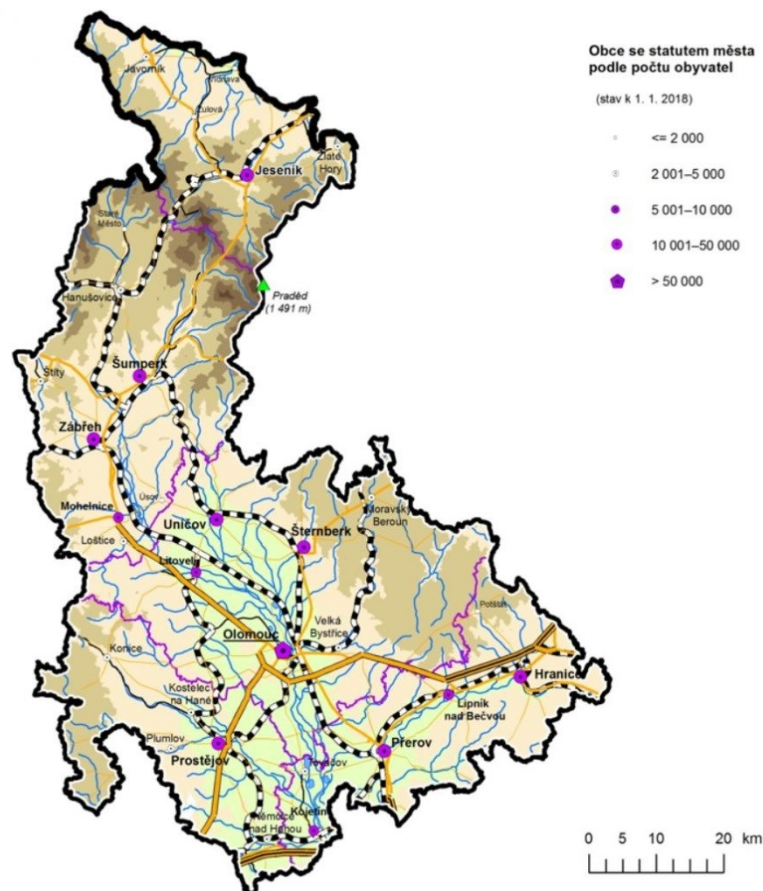 Obce se statutem města
podle počtu obyvatel
(stav k 1. 1. 2018)
<= 2 000
2 001–5 000
5 001–10 000
10 001–50 000
> 50 000
Javorník
Žulová
Zlaté
Hory
Jeseník
Staré
Město
Hanušovice
Praděd
(1 491 m)
Šumperk
Štíty
Zábřeh
Mohelnice
Úsov
Uničov
Moravský
Beroun
Šternberk
Loštice
Litovel
Velká
Bystřice
Potštát
Olomouc
Konice
Hranice
Kostelec
na Hané
Lipník
nad Bečvou
Plumlov
Prostějov
Přerov
Tovačov
Kojetín
Němčice
nad Hanou
0 5 10 20 km